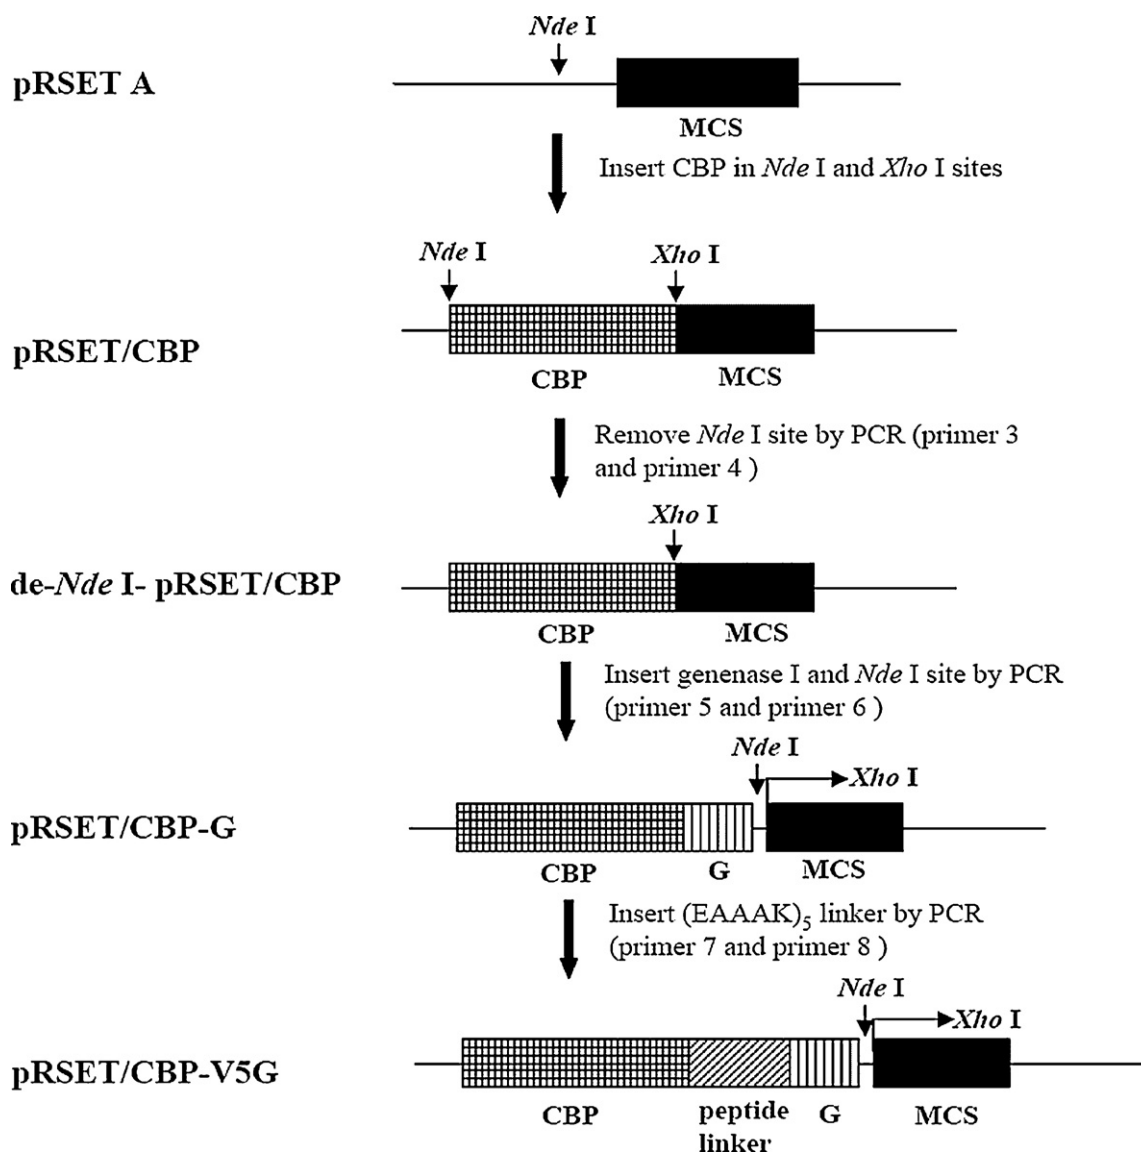 Nde I
pRSET A
MCS
Insert CBP in Nde I and Xho I sites
Nde I
Xho I
pRSET/CBP
CBP
MCS
Remove Nde I site by PCR (primer 3
and primer 4 )
Xho I
de-Nde I- pRSET/CBP
CBP
MCS
Insert genenase I and Nde I site by PCR
(primer 5 and primer 6 )
Nde I
Xho I
pRSET/CBP-G
CBP
G
MCS
Insert (EAAAK)5 linker by PCR
(primer 7 and primer 8 )
Nde I
Xho I
pRSET/CBP-V5G
CBP
peptide
linker
G
MCS